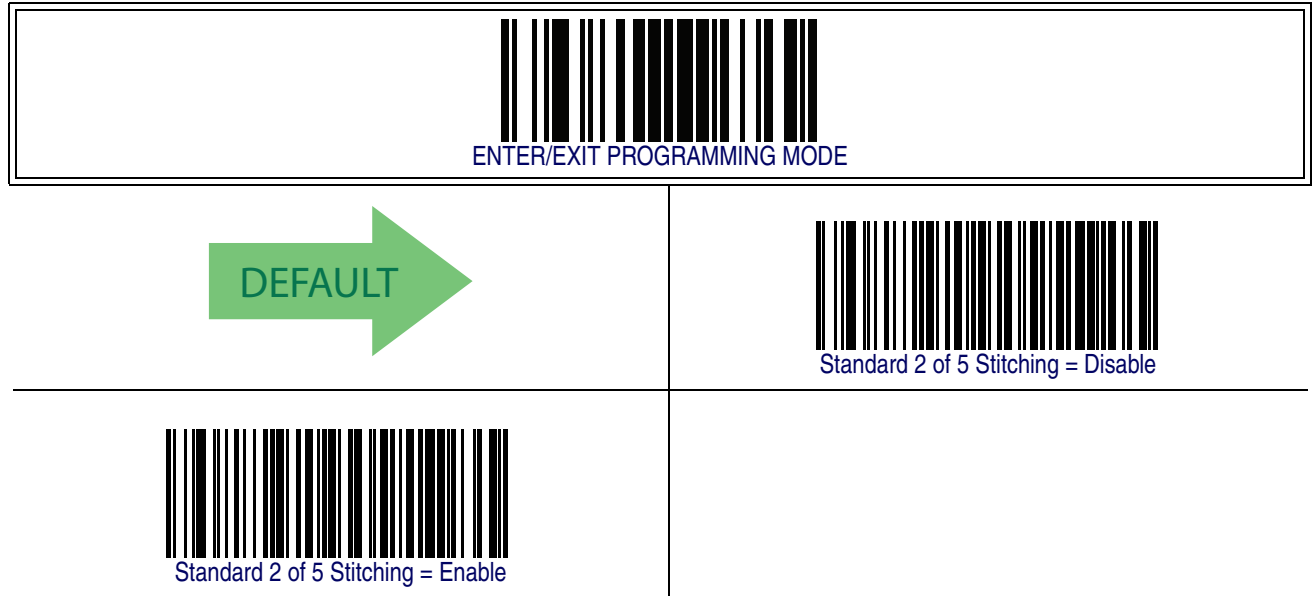 ENTER/EXIT PROGRAMMING MODE
DEFAULT
Standard 2 of 5 Stitching = Disable
Standard 2 of 5 Stitching = Enable